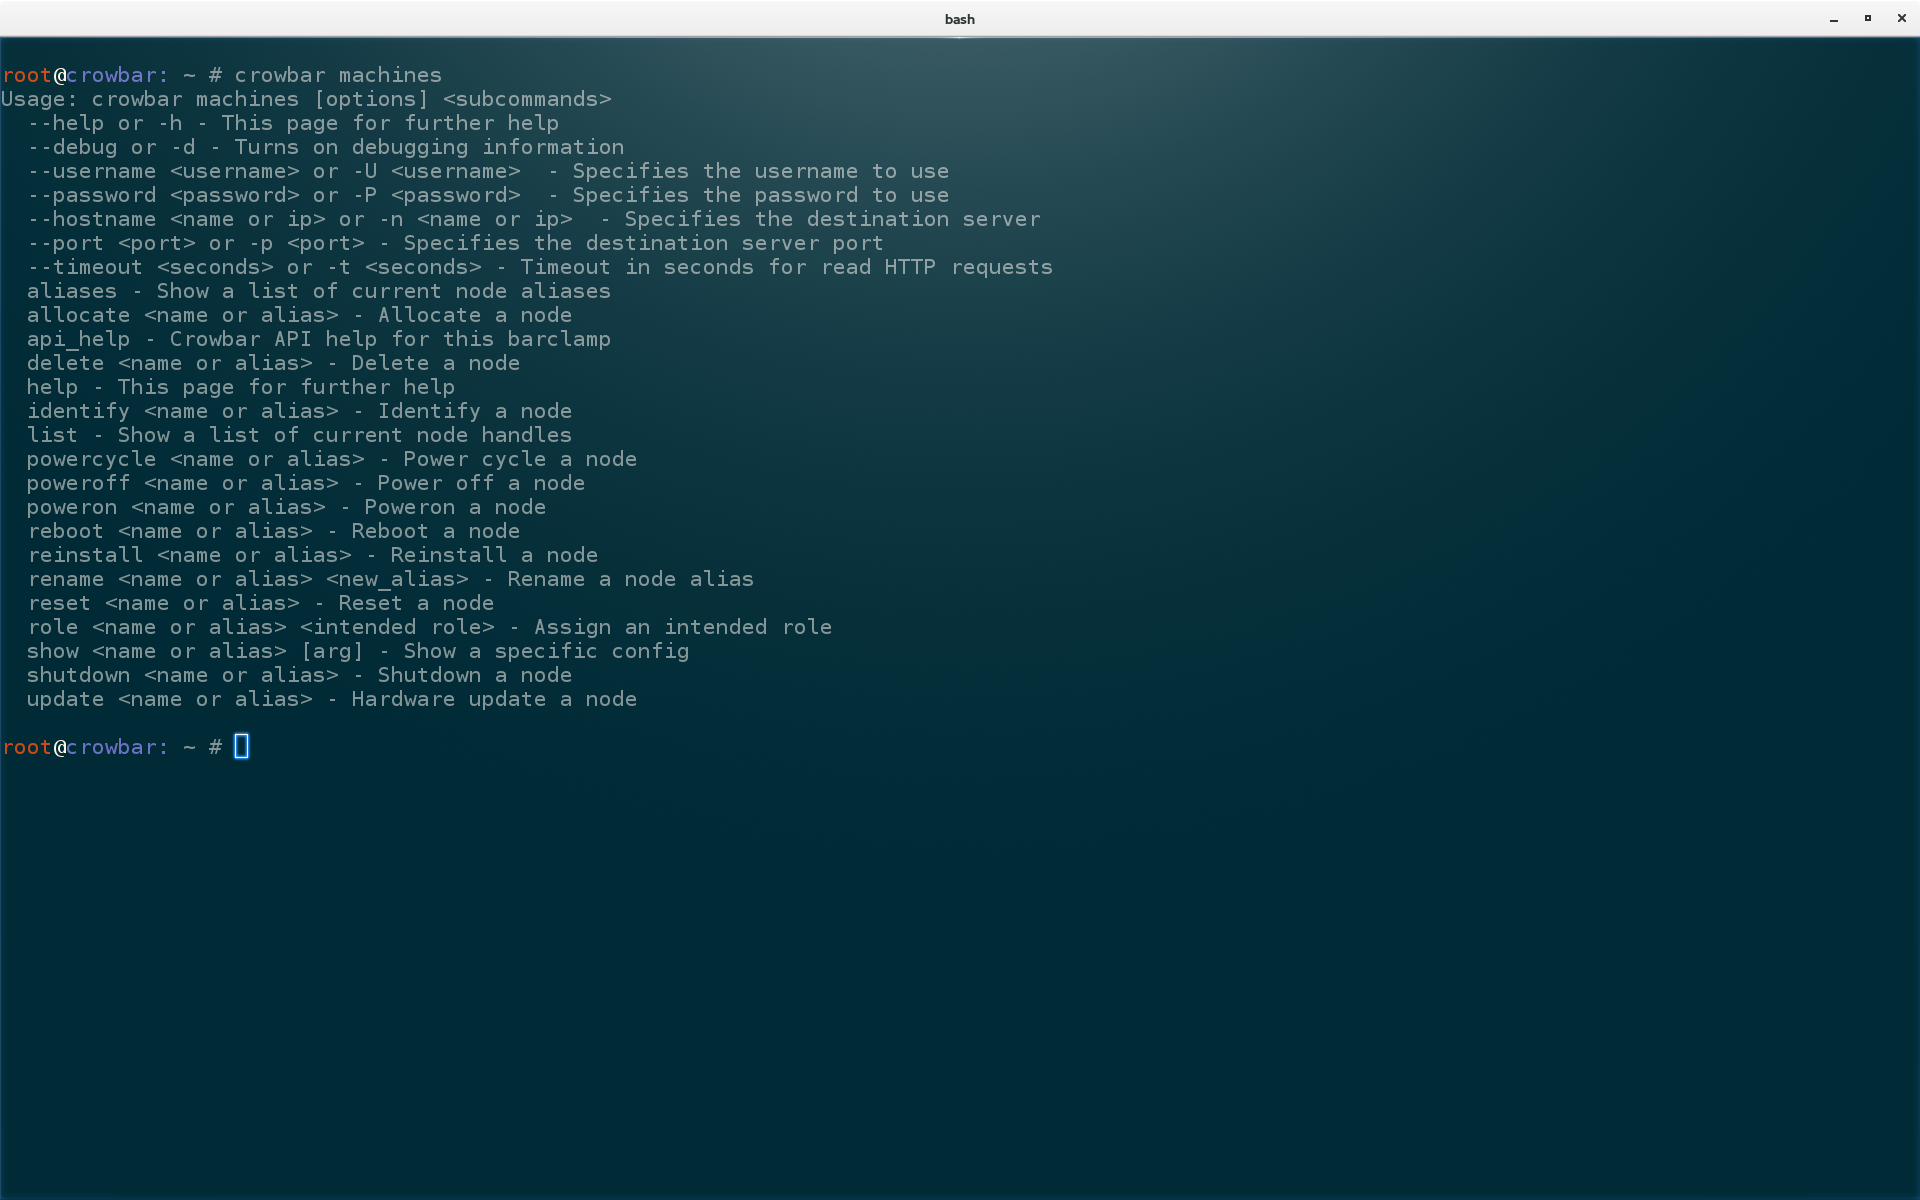 bash
root@crowbar: ~ # crowbar machines
Usage: crowbar machines [options] <subcommands>
  --help or -h - This page for further help
  --debug or -d - Turns on debugging information
  --username <username> or -U <username>  - Specifies the username to use
  --password <password> or -P <password>  - Specifies the password to use
  --hostname <name or ip> or -n <name or ip>  - Specifies the destination server
  --port <port> or -p <port> - Specifies the destination server port
  --timeout <seconds> or -t <seconds> - Timeout in seconds for read HTTP requests
  aliases - Show a list of current node aliases
  allocate <name or alias> - Allocate a node
  api_help - Crowbar API help for this barclamp
  delete <name or alias> - Delete a node
  help - This page for further help
  identify <name or alias> - Identify a node
  list - Show a list of current node handles
  powercycle <name or alias> - Power cycle a node
  poweroff <name or alias> - Power off a node
  poweron <name or alias> - Poweron a node
  reboot <name or alias> - Reboot a node
  reinstall <name or alias> - Reinstall a node
  rename <name or alias> <new_alias> - Rename a node alias
  reset <name or alias> - Reset a node
  role <name or alias> <intended role> - Assign an intended role
  show <name or alias> [arg] - Show a specific config
  shutdown <name or alias> - Shutdown a node
  update <name or alias> - Hardware update a node
root@crowbar: ~ #